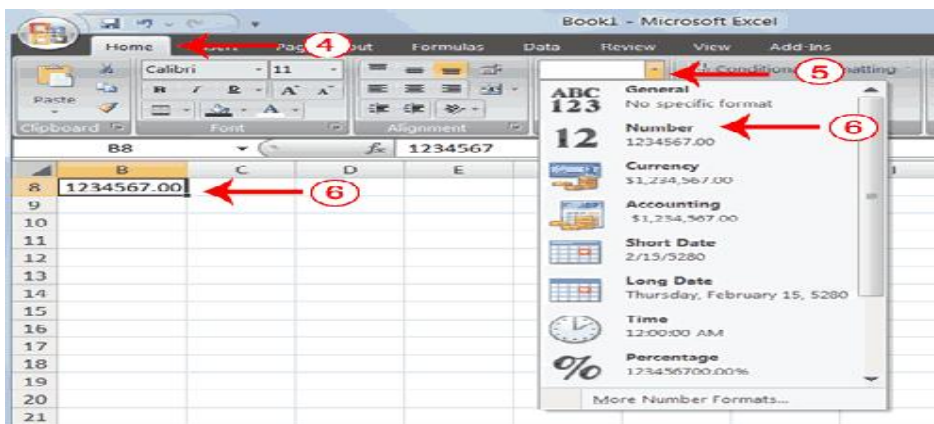 Book1 - Microsoft Excel
Home 4 Formulas Data Review View Add-Ins
Calibri 11 5
Paste B I U A A
A
Clipboard Font Alignment
B8 fx 1234567
B C D E
8 1234567.00 6
9
10
11
12
13
14
15
16
17
18
19
20
21
ABC
123
General
No specific format
12
Number 6
1234567.00
Currency
$1,234,567.00
Accounting
$1,234,567.00
Short Date
2/15/5280
Long Date
Thursday, February 15, 5280
Time
12:00:00 AM
%
Percentage
123456700.00%
More Number Formats...